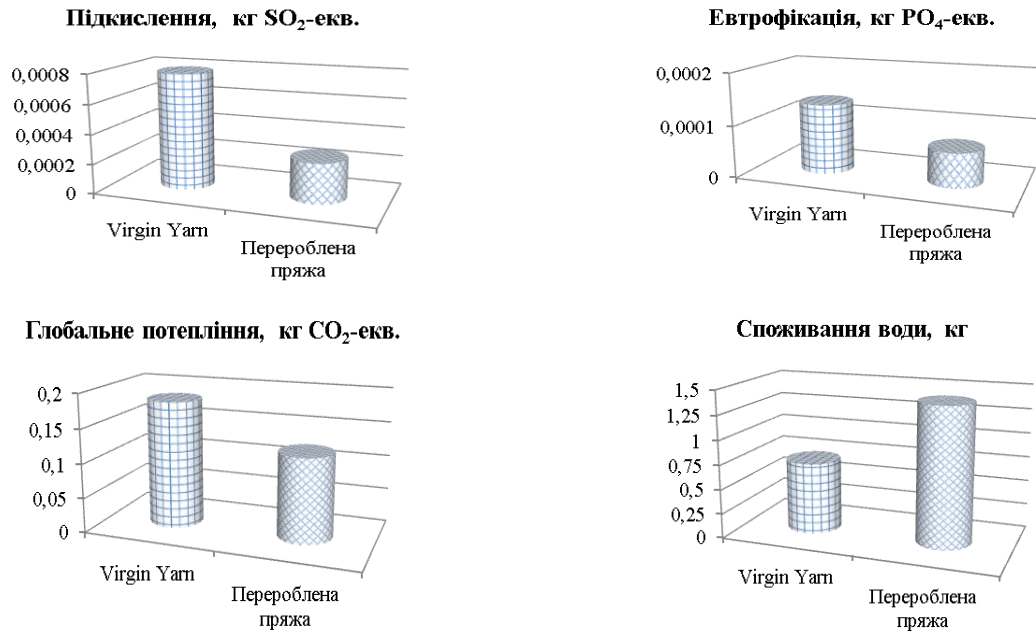 Підкислення, кг SO₂-екв.
0,0008
0,0006
0,0004
0,0002
0
Virgin Yarn
Перероблена
пряжа
Евтрофікація, кг PO₄-екв.
0,0002
0,0001
0
Virgin Yarn
Перероблена
пряжа
Глобальне потепління, кг CO₂-екв.
0,2
0,15
0,1
0,05
0
Virgin Yarn
Перероблена
пряжа
Споживання води, кг
1,5
1,25
1
0,75
0,5
0,25
0
Virgin Yarn
Перероблена
пряжа